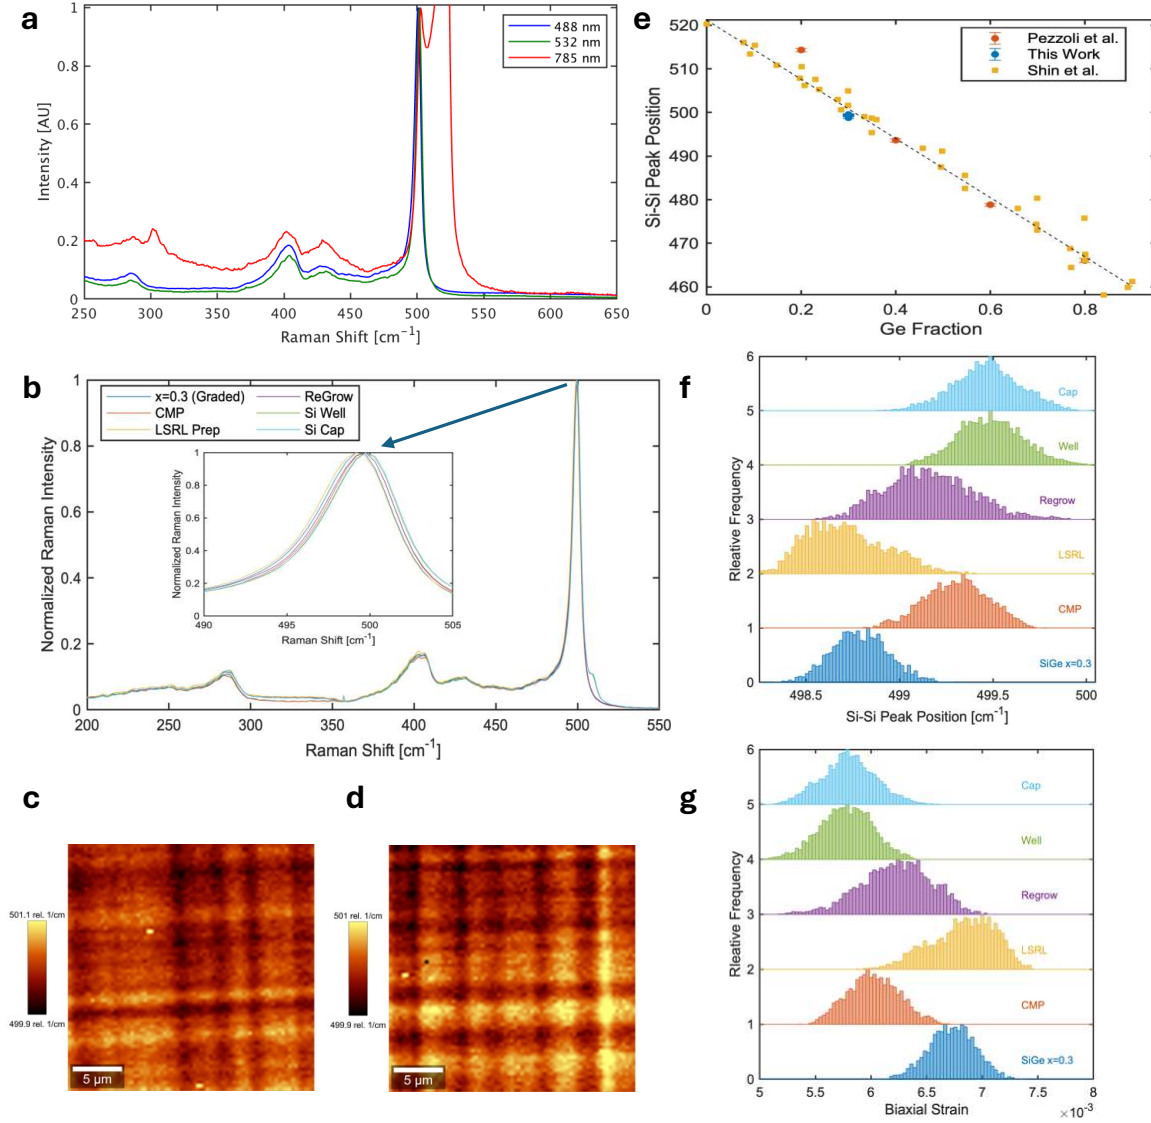 a
1
0.8
0.6
0.4
0.2
0
Intensity [AU]
488 nm
532 nm
785 nm
250 300 350 400 450 500 550 600 650
Raman Shift [cm⁻¹]
e
520
510
500
490
480
470
460
Si-Si Peak Position
Pezzoli et al.
This Work
Shin et al.
0 0.2 0.4 0.6 0.8
Ge Fraction
b
1
0.8
0.6
0.4
0.2
0
Normalized Raman Intensity
x=0.3 (Graded) ReGrow
CMP Si Well
LSRL Prep Si Cap
1
0.8
0.6
0.4
0.2
0
Normalized Raman Intensity
490 495 500 505
Raman Shift [cm⁻¹]
200 250 300 350 400 450 500 550
Raman Shift [cm⁻¹]
f
6
5
4
3
2
1
0
Rleative Frequency
Cap
Well
Regrow
LSRL
CMP
SiGe x=0.3
498.5 499 499.5 500
Si-Si Peak Position [cm⁻¹]
c
501.1 rel. 1/cm
499.9 rel. 1/cm
5 µm
d
501 rel. 1/cm
499.9 rel. 1/cm
5 µm
g
6
5
4
3
2
1
0
Rleative Frequency
Cap
Well
Regrow
LSRL
CMP
SiGe x=0.3
5 5.5 6 6.5 7 7.5 8
Biaxial Strain ×10⁻³